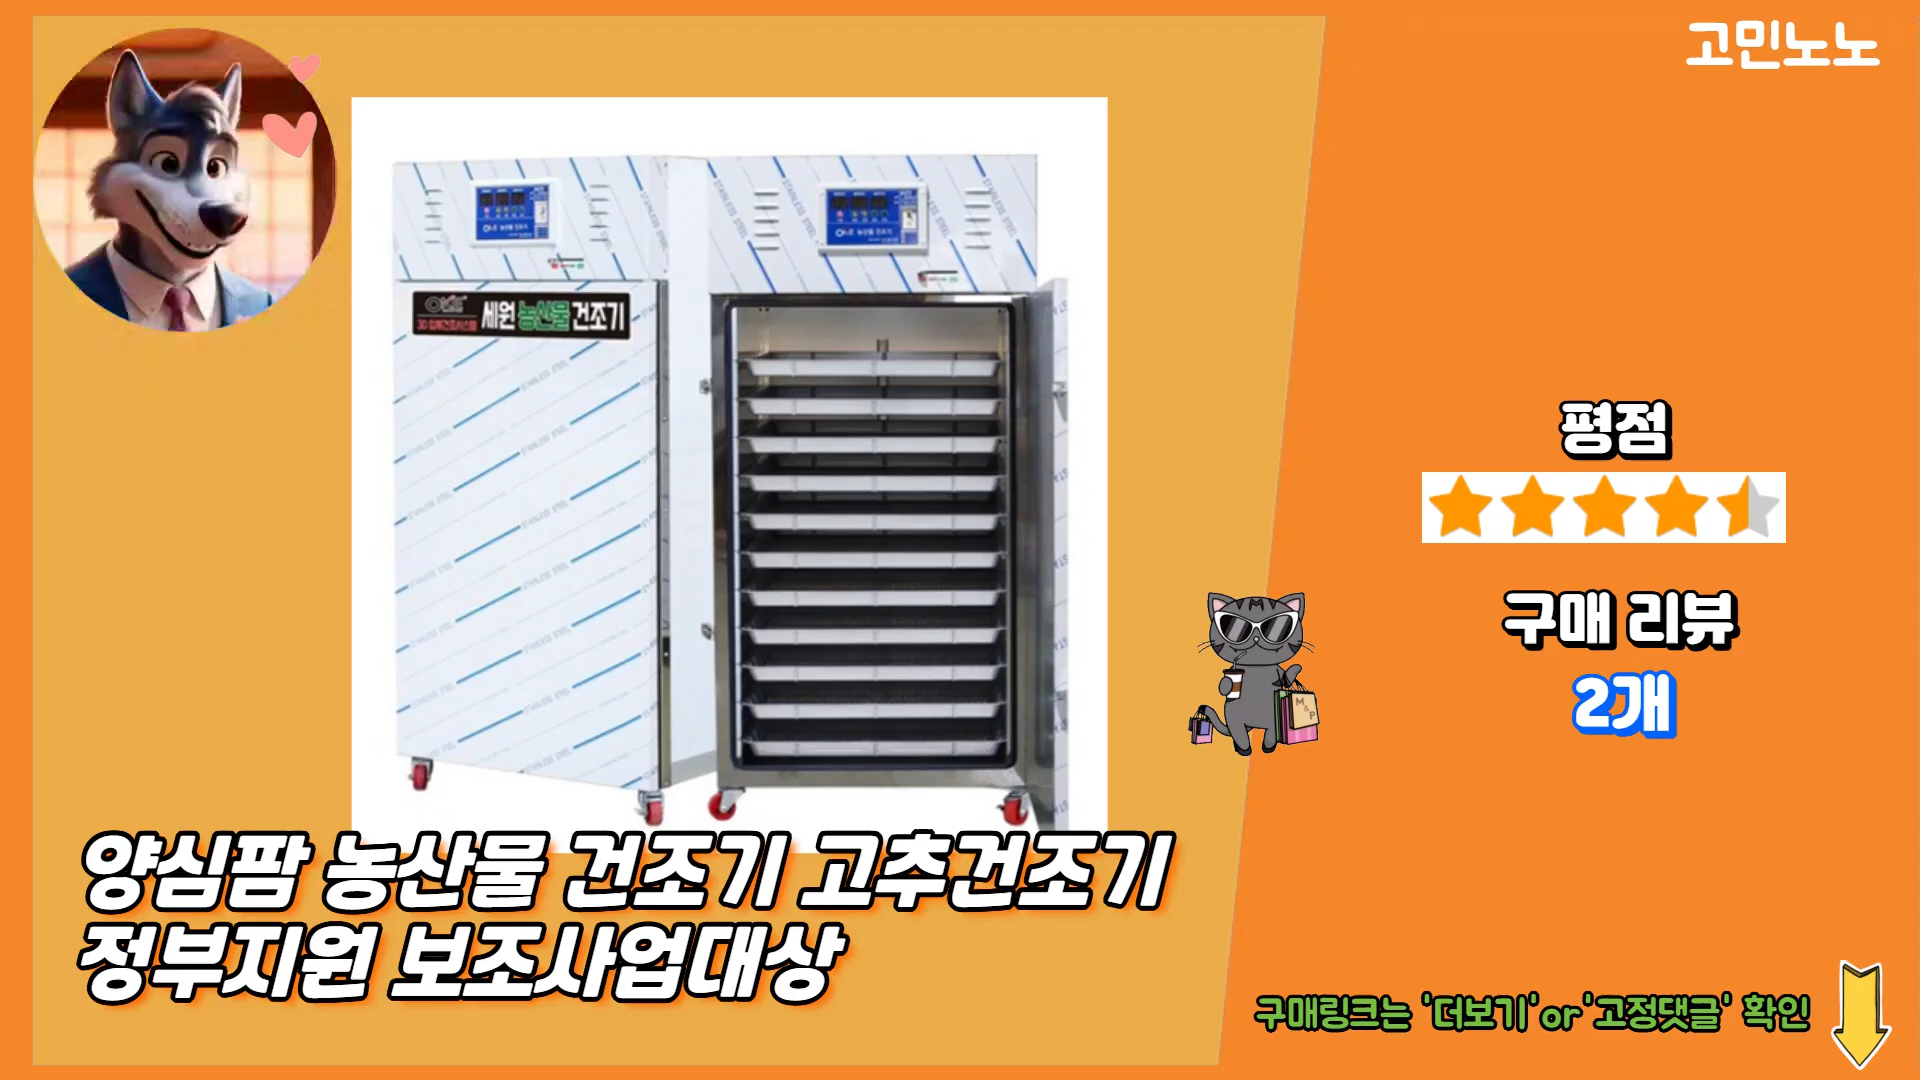 고민노노
세원 농산물 건조기
평점
구매 리뷰
2개
M
&
P
양심팜 농산물 건조기 고추건조기
정부지원 보조사업대상
구매링크는 '더보기'or'고정댓글' 확인